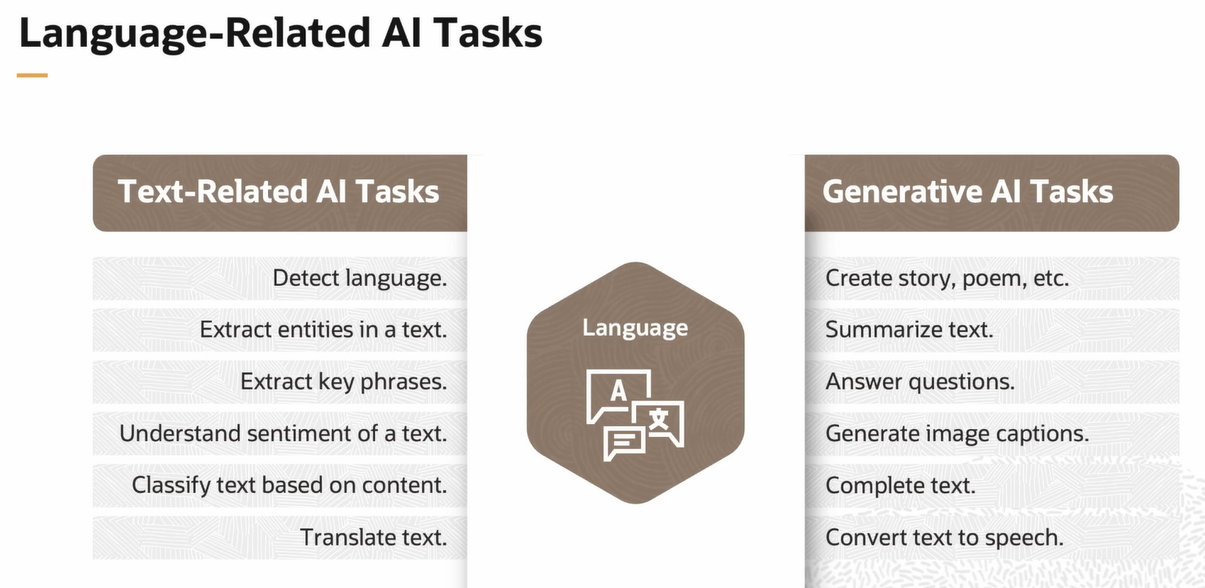 Language-Related AI Tasks
Text-Related AI Tasks
Detect language.
Extract entities in a text.
Extract key phrases.
Understand sentiment of a text.
Classify text based on content.
Translate text.
Language
A
文
Generative AI Tasks
Create story, poem, etc.
Summarize text.
Answer questions.
Generate image captions.
Complete text.
Convert text to speech.